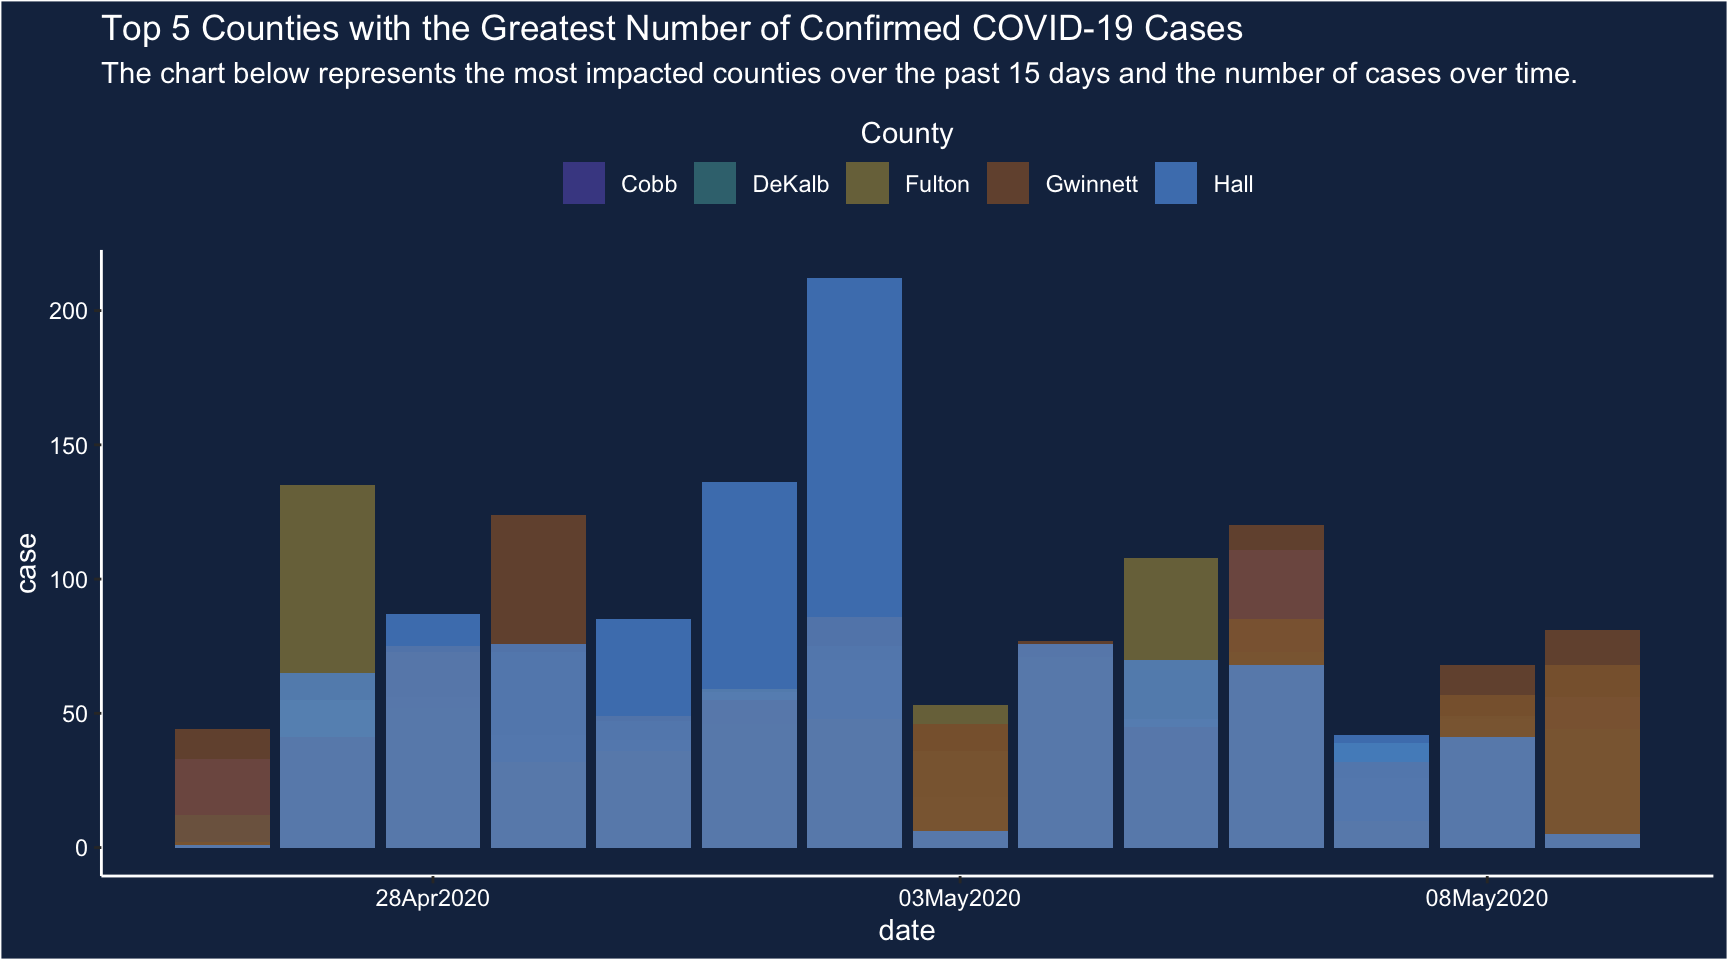 Top 5 Counties with the Greatest Number of Confirmed COVID-19 Cases
The chart below represents the most impacted counties over the past 15 days and the number of cases over time.
County
Cobb DeKalb Fulton Gwinnett Hall
200
150
100
50
0
case
28Apr2020 03May2020 08May2020
date